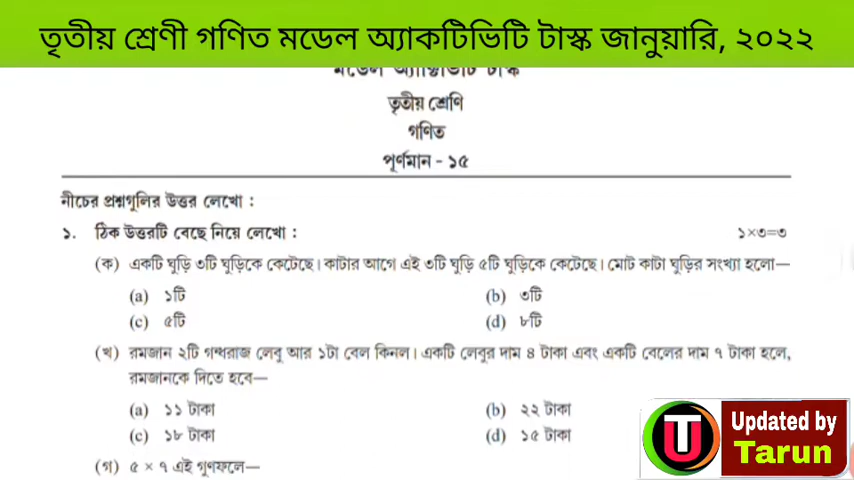 তৃতীয় শ্রেণী গণিত মডেল অ্যাকটিভিটি টাস্ক জানুয়ারি, ২০২২
মডেল অ্যাক্টিভিটি টাস্ক
তৃতীয় শ্রেণি
গণিত
পূর্ণমান - ১৫
নীচের প্রশ্নগুলির উত্তর লেখো :
১. ঠিক উত্তরটি বেছে নিয়ে লেখো : ১×৩=৩
(ক) একটি ঘুড়ি ৩টি ঘুড়িকে কেটেছে। কাটার আগে এই ৩টি ঘুড়ি ৫টি ঘুড়িকে কেটেছে। মোট কাটা ঘুড়ির সংখ্যা হলো—
(a) ১টি (b) ৩টি
(c) ৫টি (d) ৮টি
(খ) রমজান ২টি গন্ধরাজ লেবু আর ১টা বেল কিনল। একটি লেবুর দাম ৪ টাকা এবং একটি বেলের দাম ৭ টাকা হলে,
রমজানকে দিতে হবে—
(a) ১১ টাকা (b) ২২ টাকা
(c) ১৮ টাকা (d) ১৫ টাকা
(গ) ৫ × ৭ এই গুণফলে—
U
Updated by
Tarun